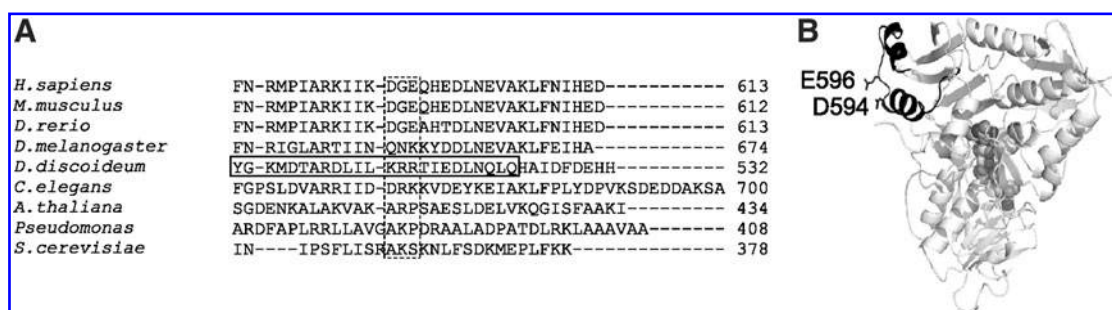 A
B
H.sapiens FN-RMPIARKIIK-DGEQHEDLNEVAKLFNIHED---------- 613
M.musculus FN-RMPIARKIIK-DGEQHEDLNEVAKLFNIHED---------- 612
D.rerio FN-RMPIARKIIK-DGEAHTDLNEVAKLFNIHED---------- 613
D.melanogaster FN-RIGLARTIIN-QNKKYDDLNEVAKLFEIHA----------- 674
D.discoideum YG-KMDTARDLIL-KRRTIEDLNQLQHAIDFDEHH--------- 532
C.elegans FGPSLDVARRIID-DRKKVDEYKEIAKLFPLYDPVKSDEDDAKSA 700
A.thaliana SGDENKALAKVAK-ARPSAESLDELVKQGISFAAKI-------- 434
Pseudomonas ARDFAPLRRLLAVGAKPDRAALADPATDLRKLAAAVAA------- 408
S.cerevisiae IN----IPSFLISRAKSKNLFSDKMEPLFKK------------- 378
E596
D594